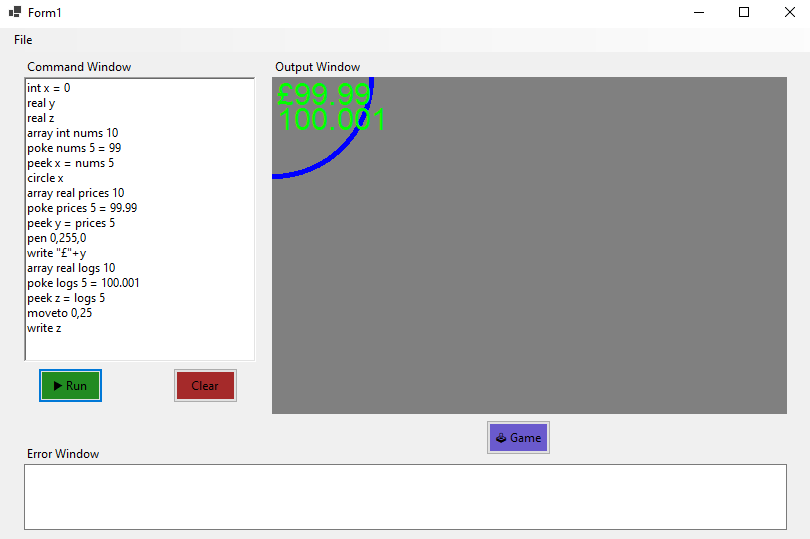 Form1
File
Command Window
int x = 0
real y
real z
array int nums 10
poke nums 5 = 99
peek x = nums 5
circle x
array real prices 10
poke prices 5 = 99.99
peek y = prices 5
pen 0,255,0
write "£"+y
array real logs 10
poke logs 5 = 100.001
peek z = logs 5
moveto 0,25
write z
Run
Clear
Output Window
£99.99
100.001
Game
Error Window